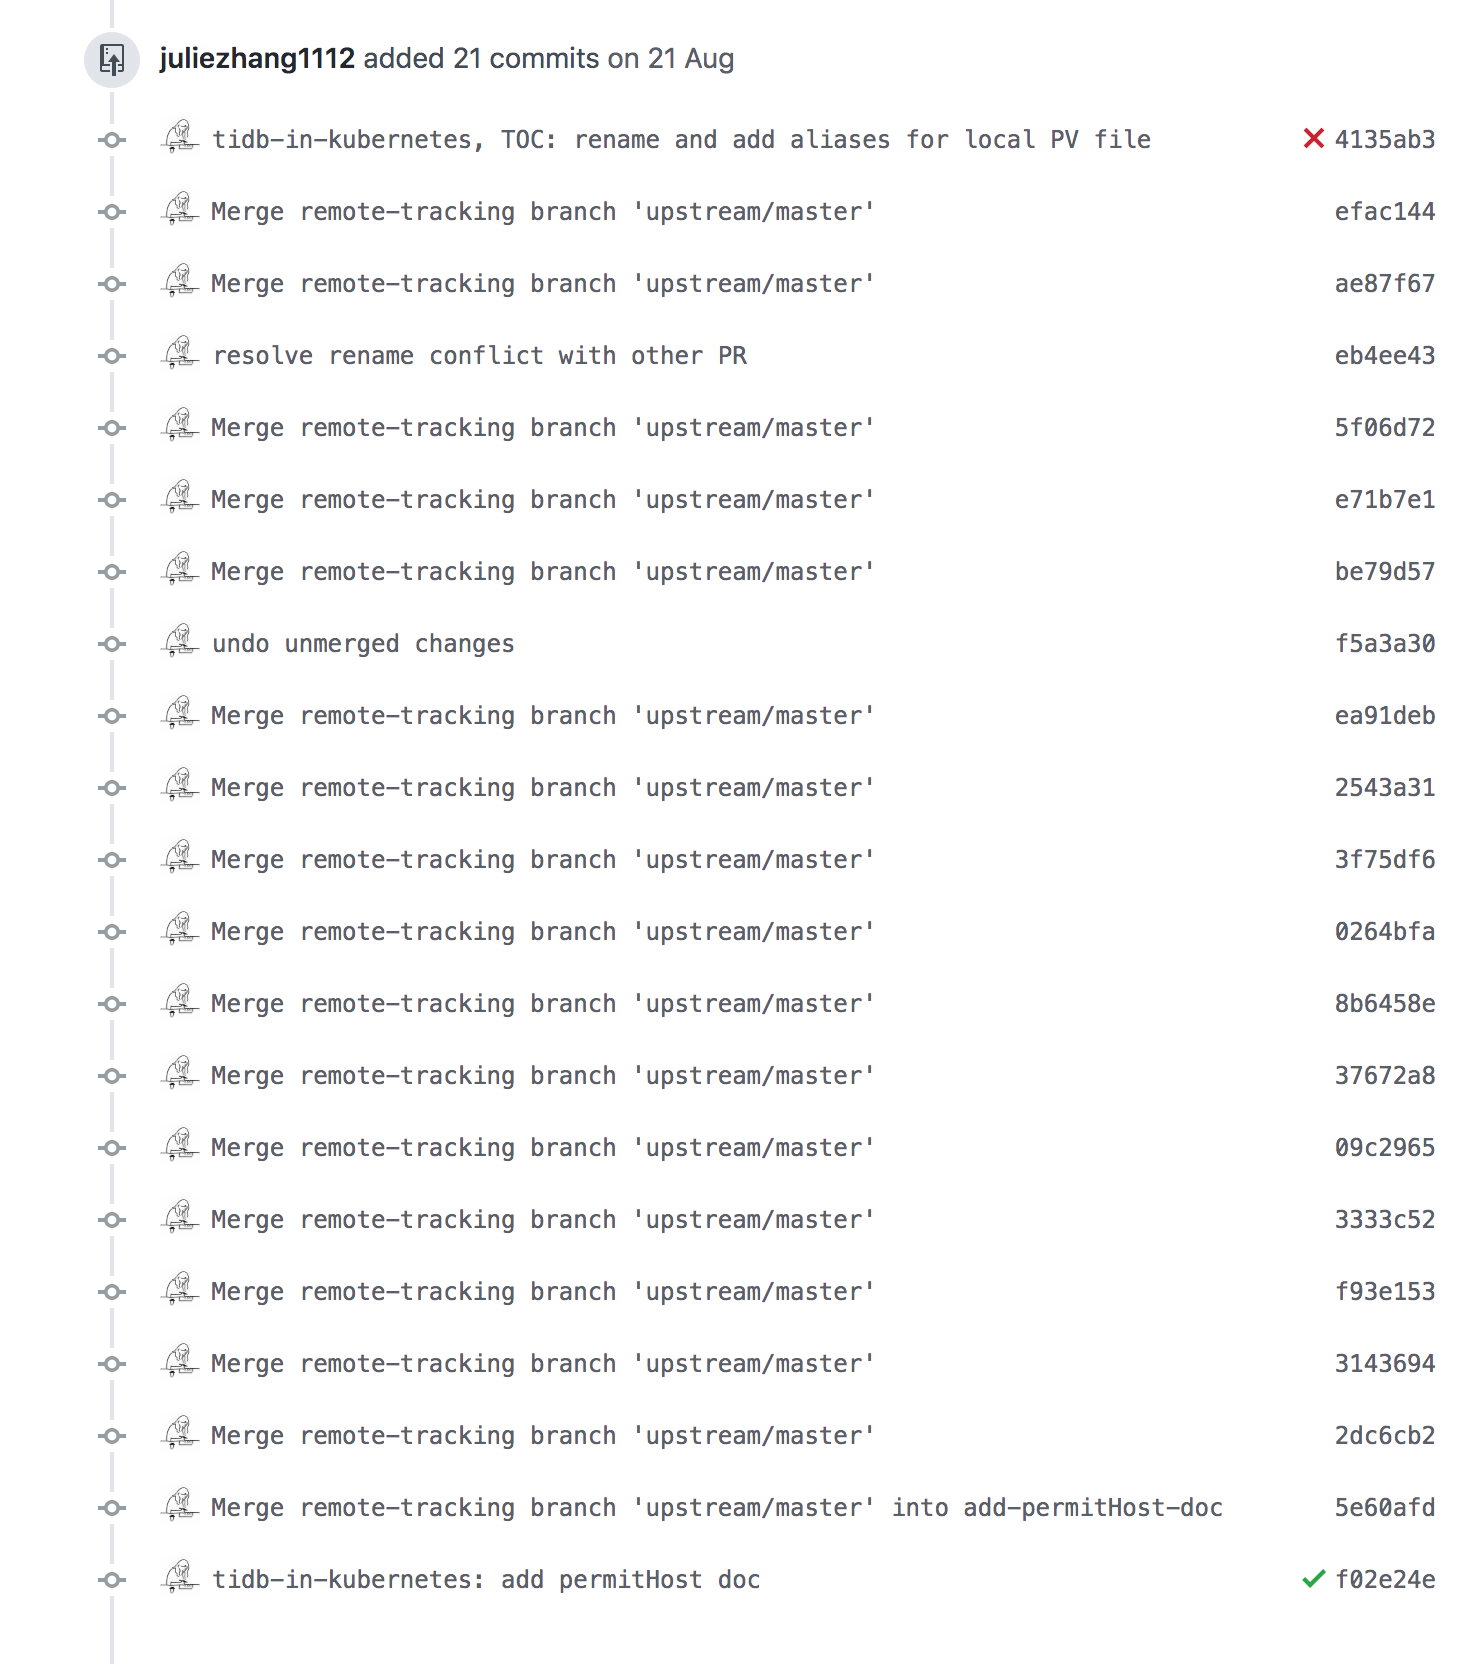 juliezhang1112 added 21 commits on 21 Aug
tidb-in-kubernetes, TOC: rename and add aliases for local PV file 4135ab3
Merge remote-tracking branch 'upstream/master' efac144
Merge remote-tracking branch 'upstream/master' ae87f67
resolve rename conflict with other PR eb4ee43
Merge remote-tracking branch 'upstream/master' 5f06d72
Merge remote-tracking branch 'upstream/master' e71b7e1
Merge remote-tracking branch 'upstream/master' be79d57
undo unmerged changes f5a3a30
Merge remote-tracking branch 'upstream/master' ea91deb
Merge remote-tracking branch 'upstream/master' 2543a31
Merge remote-tracking branch 'upstream/master' 3f75df6
Merge remote-tracking branch 'upstream/master' 0264bfa
Merge remote-tracking branch 'upstream/master' 8b6458e
Merge remote-tracking branch 'upstream/master' 37672a8
Merge remote-tracking branch 'upstream/master' 09c2965
Merge remote-tracking branch 'upstream/master' 3333c52
Merge remote-tracking branch 'upstream/master' f93e153
Merge remote-tracking branch 'upstream/master' 3143694
Merge remote-tracking branch 'upstream/master' 2dc6cb2
Merge remote-tracking branch 'upstream/master' into add-permitHost-doc 5e60afd
tidb-in-kubernetes: add permitHost doc f02e24e